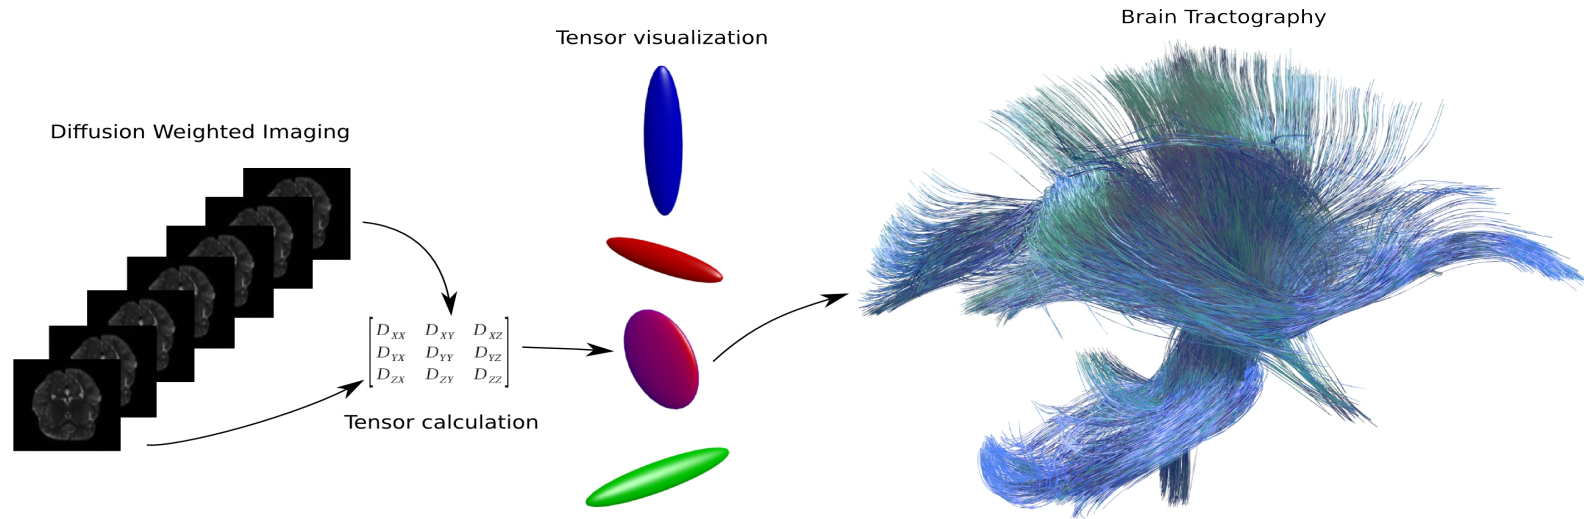 Brain Tractography
Tensor visualization
Diffusion Weighted Imaging
D_XX D_XY D_XZ
D_YX D_YY D_YZ
D_ZX D_ZY D_ZZ
Tensor calculation